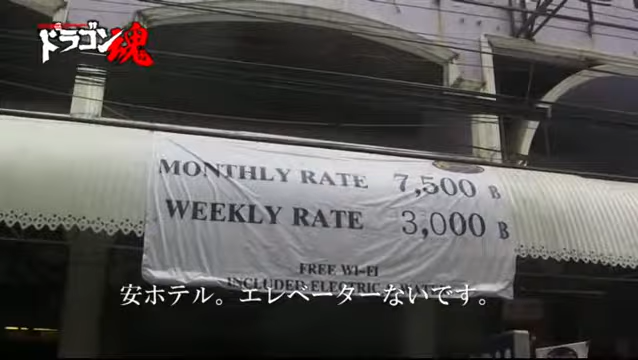 ドラゴン魂
MONTHLY RATE 7,500 B
WEEKLY RATE 3,000 B
FREE WI-FI
INCLUDED ELECTRIC
安ホテル。エレベーターないです。